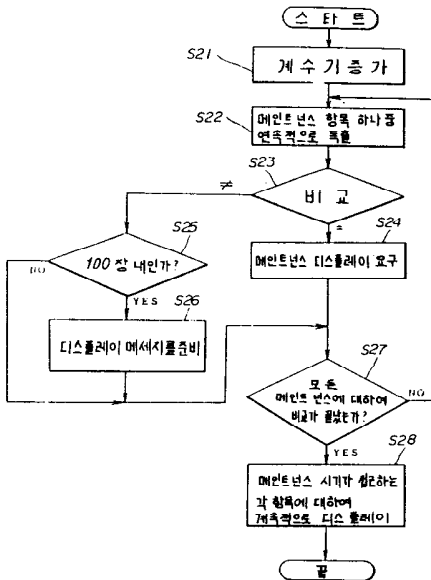 스타트
S21
계수기증가
S22
메인트넌스 항목 하나를
연속적으로 독출
S23
≠
비교
=
S24
메인트넌스 디스플레이 요구
S25
100장 내인가?
NO
YES
S26
디스플레이 메세지를준비
S27
모든
메인트넌스에 대하여
비교가 끝났는가?
NO
YES
S28
메인트넌스 시기가 접근하는
각 항목에 대하여
계속적으로 디스플레이
끝